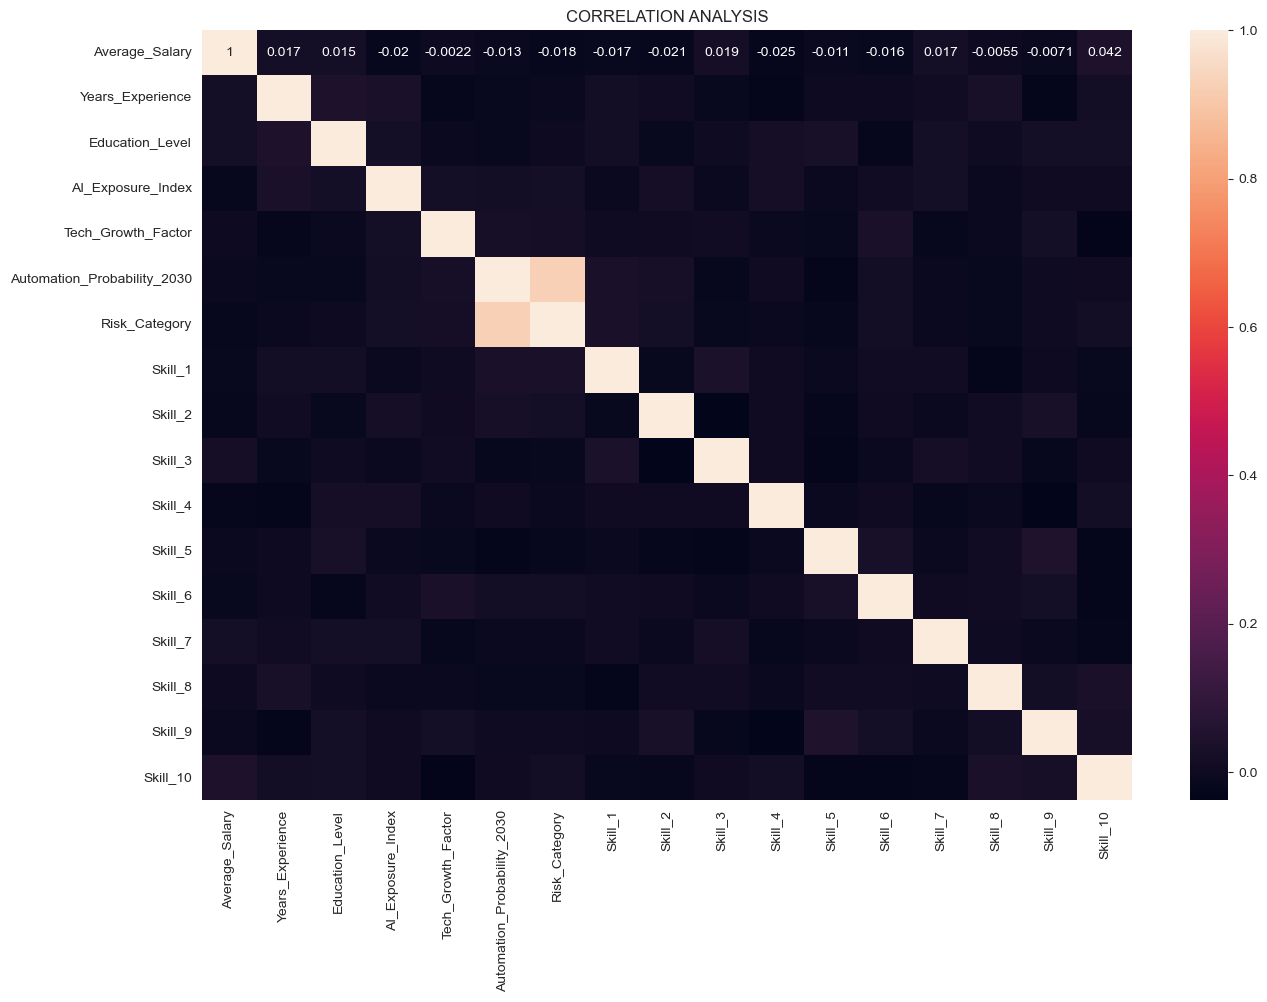 CORRELATION ANALYSIS
Average_Salary
1 0.017 0.015 -0.02 -0.0022 -0.013 -0.018 -0.017 -0.021 0.019 -0.025 -0.011 -0.016 0.017 -0.0055 -0.0071 0.042
Years_Experience
Education_Level
AI_Exposure_Index
Tech_Growth_Factor
Automation_Probability_2030
Risk_Category
Skill_1
Skill_2
Skill_3
Skill_4
Skill_5
Skill_6
Skill_7
Skill_8
Skill_9
Skill_10
Average_Salary
Years_Experience
Education_Level
AI_Exposure_Index
Tech_Growth_Factor
Automation_Probability_2030
Risk_Category
Skill_1
Skill_2
Skill_3
Skill_4
Skill_5
Skill_6
Skill_7
Skill_8
Skill_9
Skill_10
1.0
0.8
0.6
0.4
0.2
0.0